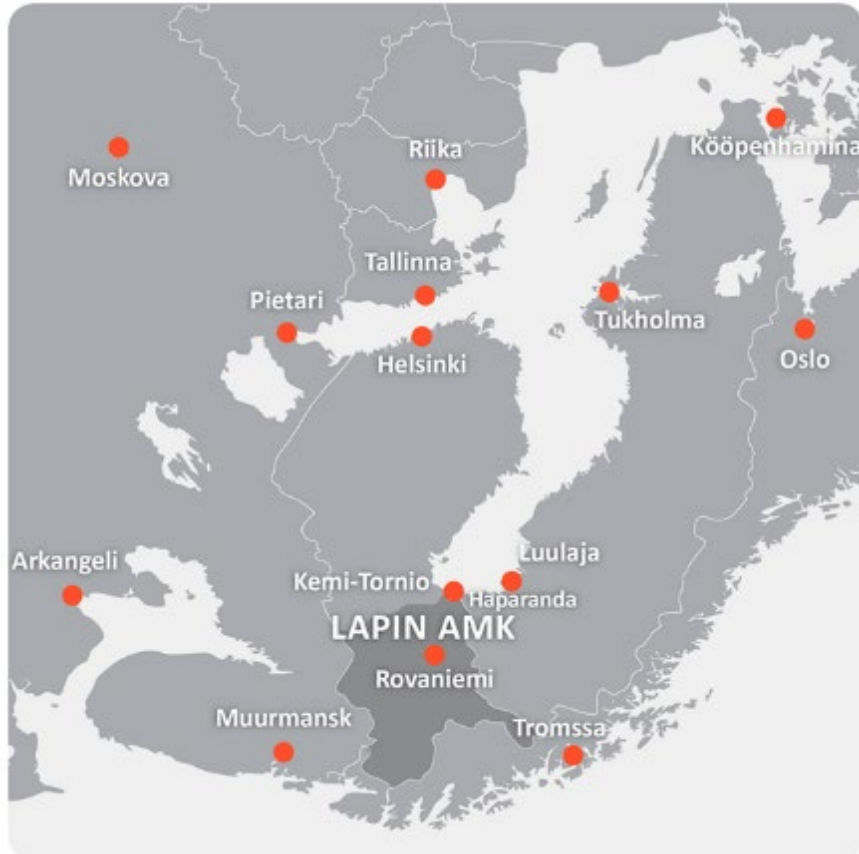 Kööpenhamina
Riika
Moskova
Tallinna
Pietari
Tukholma
Helsinki
Oslo
Luulaja
Arkangeli
Kemi-Tornio
Haparanda
LAPIN AMK
Rovaniemi
Muurmansk
Tromssa